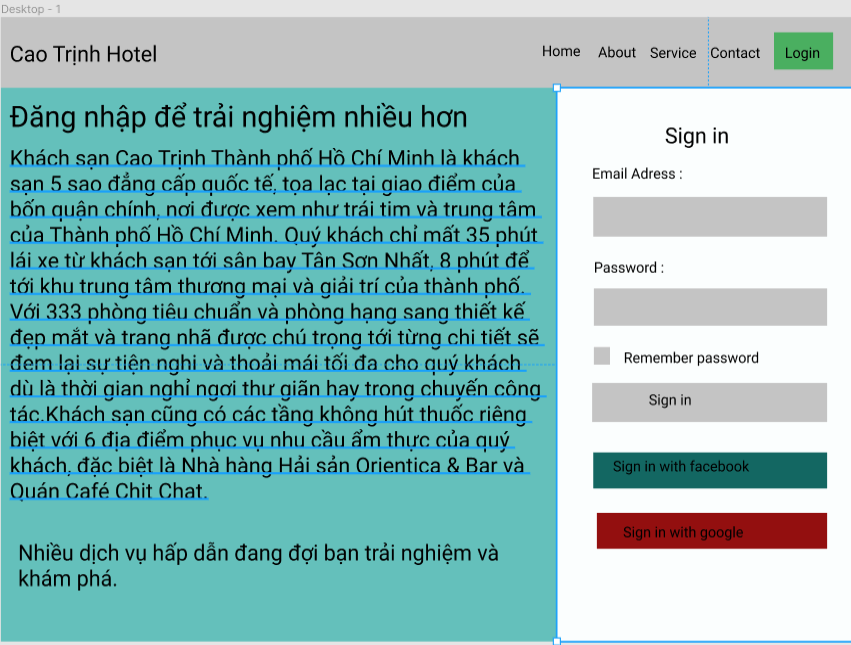 Desktop - 1
Cao Trịnh Hotel
Home About Service Contact Login
Đăng nhập để trải nghiệm nhiều hơn
Khách sạn Cao Trịnh Thành phố Hồ Chí Minh là khách
sạn 5 sao đẳng cấp quốc tế, tọa lạc tại giao điểm của
bốn quận chính, nơi được xem như trái tim và trung tâm
của Thành phố Hồ Chí Minh. Quý khách chỉ mất 35 phút
lái xe từ khách sạn tới sân bay Tân Sơn Nhất, 8 phút để
tới khu trung tâm thương mại và giải trí của thành phố.
Với 333 phòng tiêu chuẩn và phòng hạng sang thiết kế
đẹp mắt và trang nhã được chú trọng tới từng chi tiết sẽ
đem lại sự tiện nghi và thoải mái tối đa cho quý khách
dù là thời gian nghỉ ngơi thư giãn hay trong chuyến công
tác.Khách sạn cũng có các tầng không hút thuốc riêng
biệt với 6 địa điểm phục vụ nhu cầu ẩm thực của quý
khách, đặc biệt là Nhà hàng Hải sản Orientica & Bar và
Quán Café Chit Chat.
Nhiều dịch vụ hấp dẫn đang đợi bạn trải nghiệm và
khám phá.
Sign in
Email Adress :
Password :
Remember password
Sign in
Sign in with facebook
Sign in with google